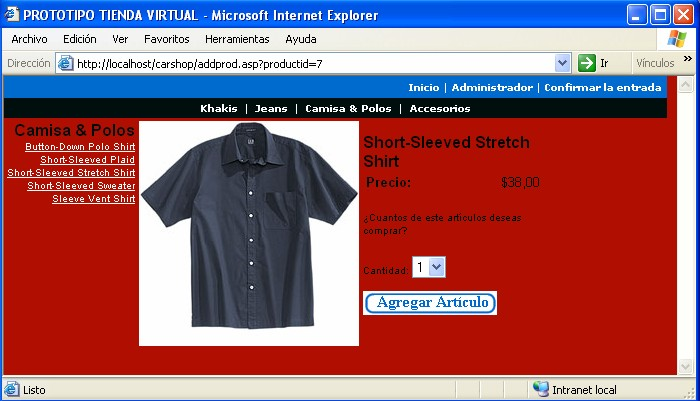 PROTOTIPO TIENDA VIRTUAL - Microsoft Internet Explorer
Archivo Edición Ver Favoritos Herramientas Ayuda
Dirección http://localhost/carshop/addprod.asp?productid=7 Ir Vínculos »
Inicio | Administrador | Confirmar la entrada
Khakis | Jeans | Camisa & Polos | Accesorios
Camisa & Polos
Button-Down Polo Shirt
Short-Sleeved Plaid
Short-Sleeved Stretch Shirt
Short-Sleeved Sweater
Sleeve Vent Shirt
Short-Sleeved Stretch
Shirt
Precio: $38,00
¿Cuantos de este articulos deseas
comprar?
Cantidad: 1
Agregar Artículo
Listo Intranet local